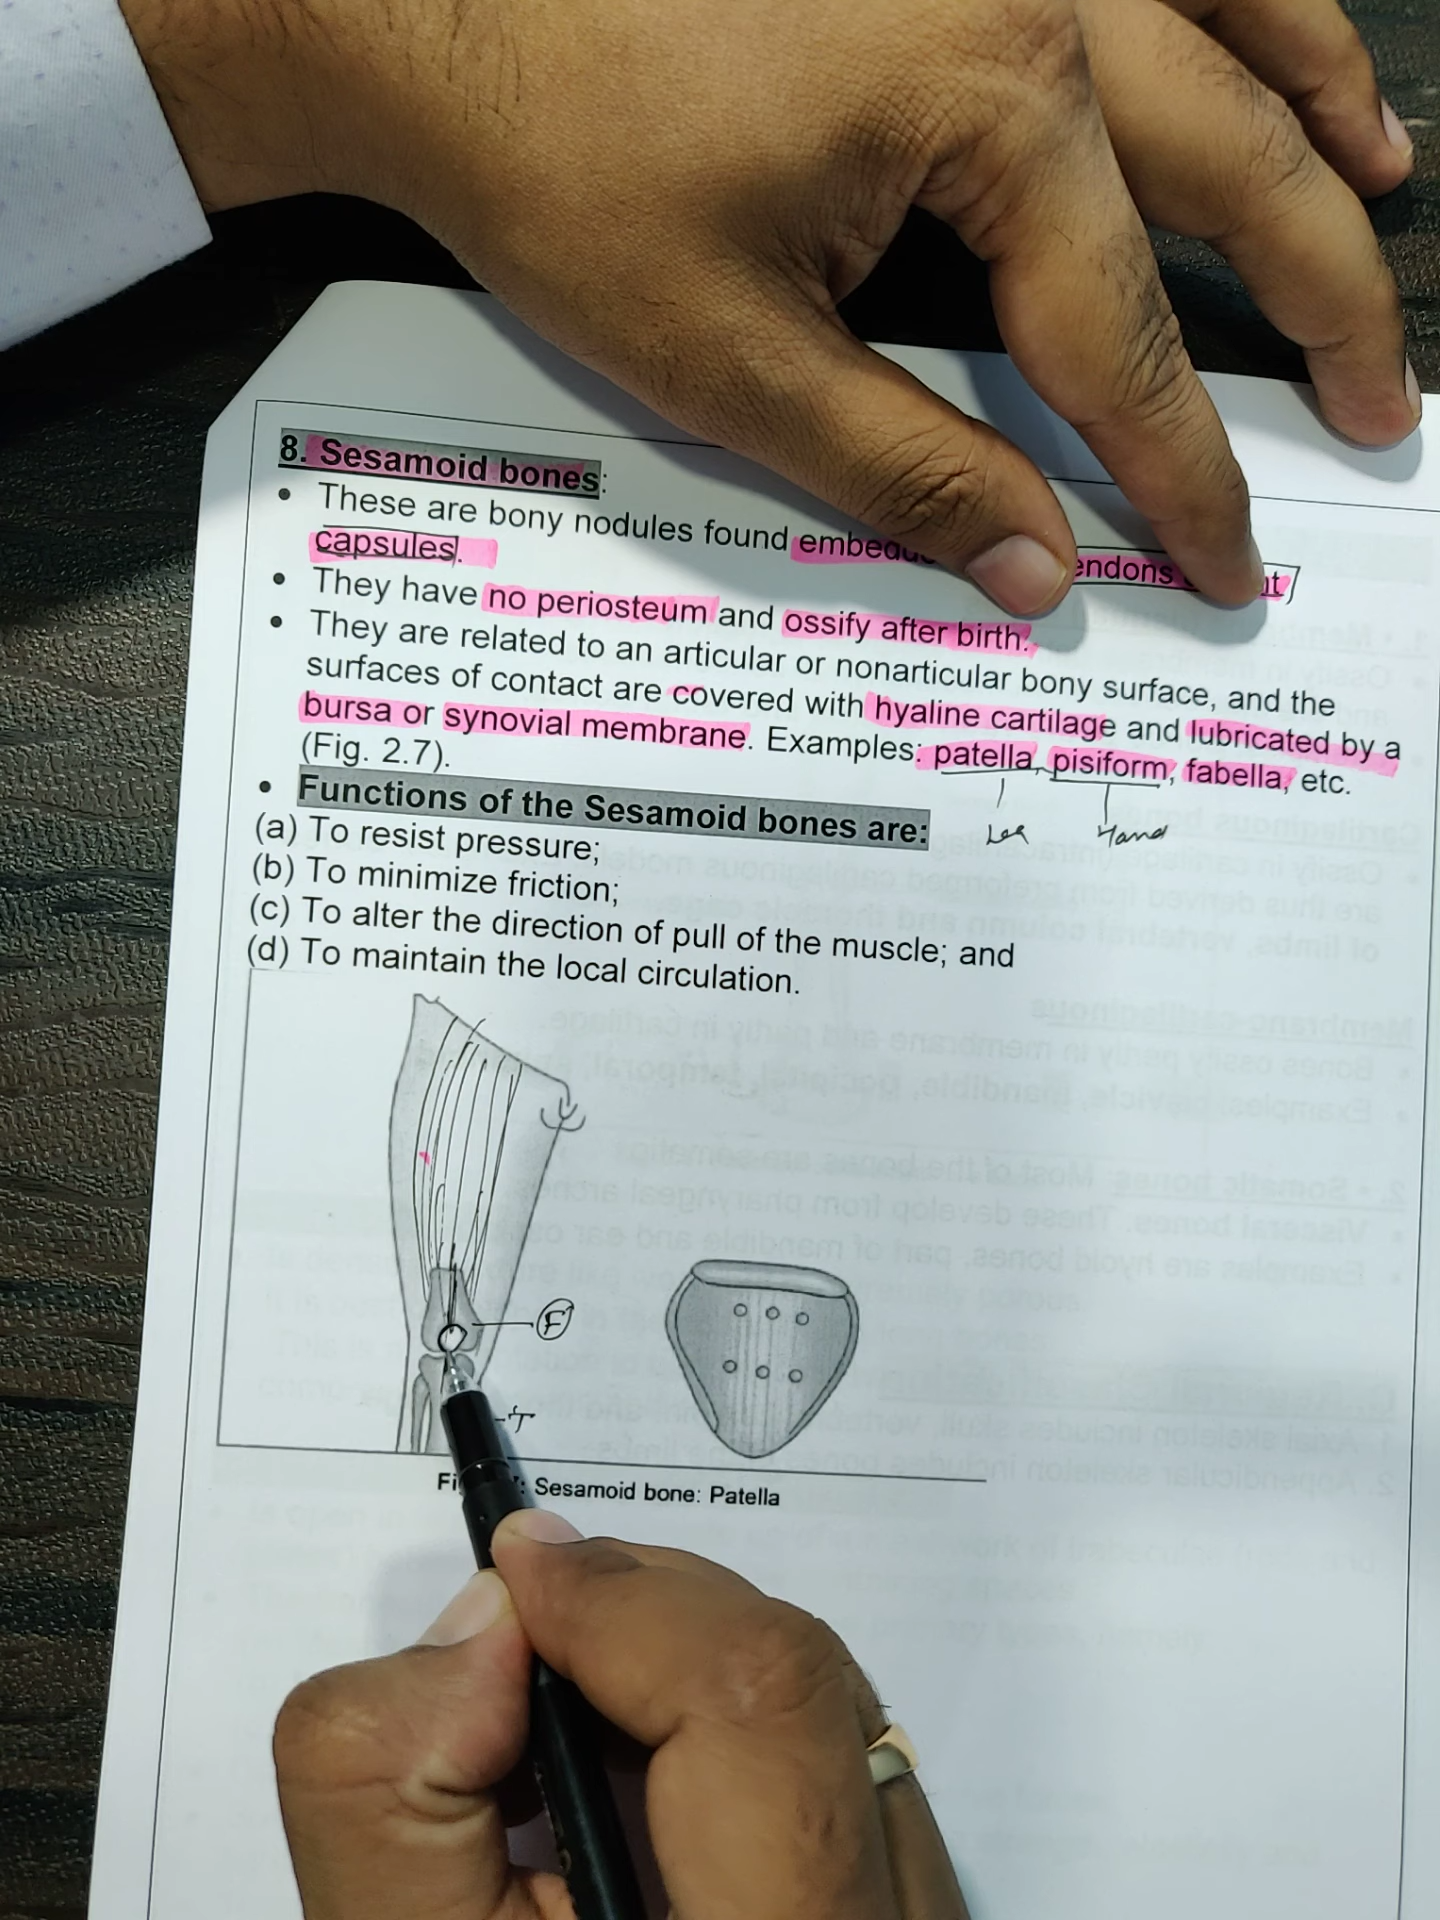 8. Sesamoid bones:
• These are bony nodules found endons
capsules.
• They have no periosteum and ossify after birth.
• They are related to an articular or nonarticular bony surface, and the
surfaces of contact are covered with hyaline cartilage and lubricated by a
bursa or synovial membrane. Examples: patella, pisiform, fabella, etc.
(Fig. 2.7).
Leg Hand
• Functions of the Sesamoid bones are:
(a) To resist pressure;
(b) To minimize friction;
(c) To alter the direction of pull of the muscle; and
(d) To maintain the local circulation.
F
T
Sesamoid bone: Patella